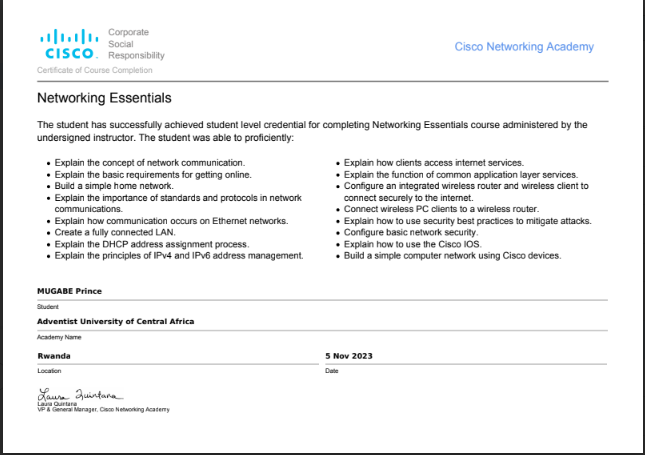 CISCO.
Corporate
Social
Responsibility
Cisco Networking Academy
Certificate of Course Completion
Networking Essentials
The student has successfully achieved student level credential for completing Networking Essentials course administered by the
undersigned instructor. The student was able to proficiently:
• Explain the concept of network communication.
• Explain the basic requirements for getting online.
• Build a simple home network.
• Explain the importance of standards and protocols in network
communications.
• Explain how communication occurs on Ethernet networks.
• Create a fully connected LAN.
• Explain the DHCP address assignment process.
• Explain the principles of IPv4 and IPv6 address management.
• Explain how clients access internet services.
• Explain the function of common application layer services.
• Configure an integrated wireless router and wireless client to
connect securely to the internet.
• Connect wireless PC clients to a wireless router.
• Explain how to use security best practices to mitigate attacks.
• Configure basic network security.
• Explain how to use the Cisco IOS.
• Build a simple computer network using Cisco devices.
MUGABE Prince
Student
Adventist University of Central Africa
Academy Name
Rwanda
Location
5 Nov 2023
Date
Laura Quintana
Laura Quintana
VP & General Manager, Cisco Networking Academy